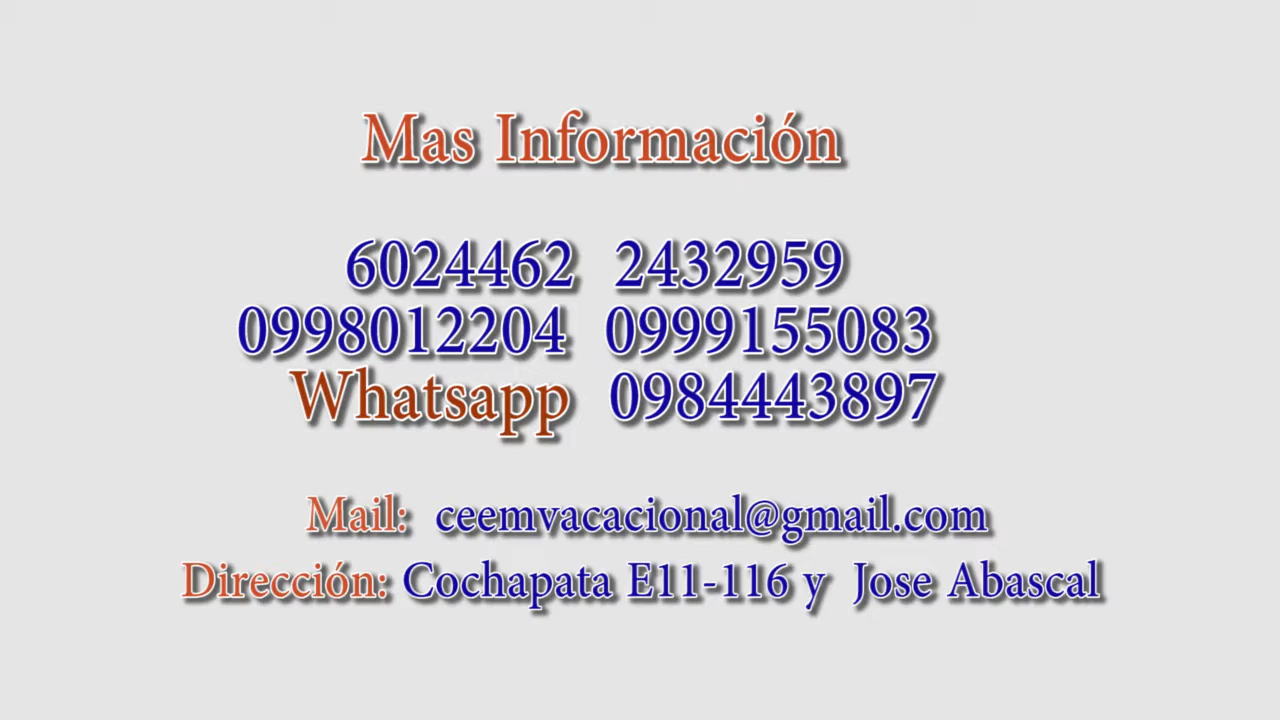 Mas Información
6024462 2432959
0998012204 0999155083
Whatsapp 0984443897
Mail: ceemvacacional@gmail.com
Dirección: Cochapata E11-116 y Jose Abascal